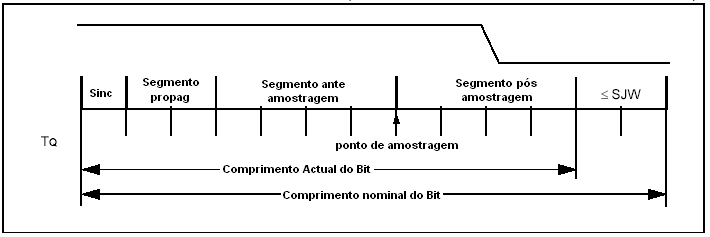 Sinc
Segmento
propag
Segmento ante
amostragem
Segmento pós
amostragem
≤ SJW
TQ
ponto de amostragem
Comprimento Actual do Bit
Comprimento nominal do Bit